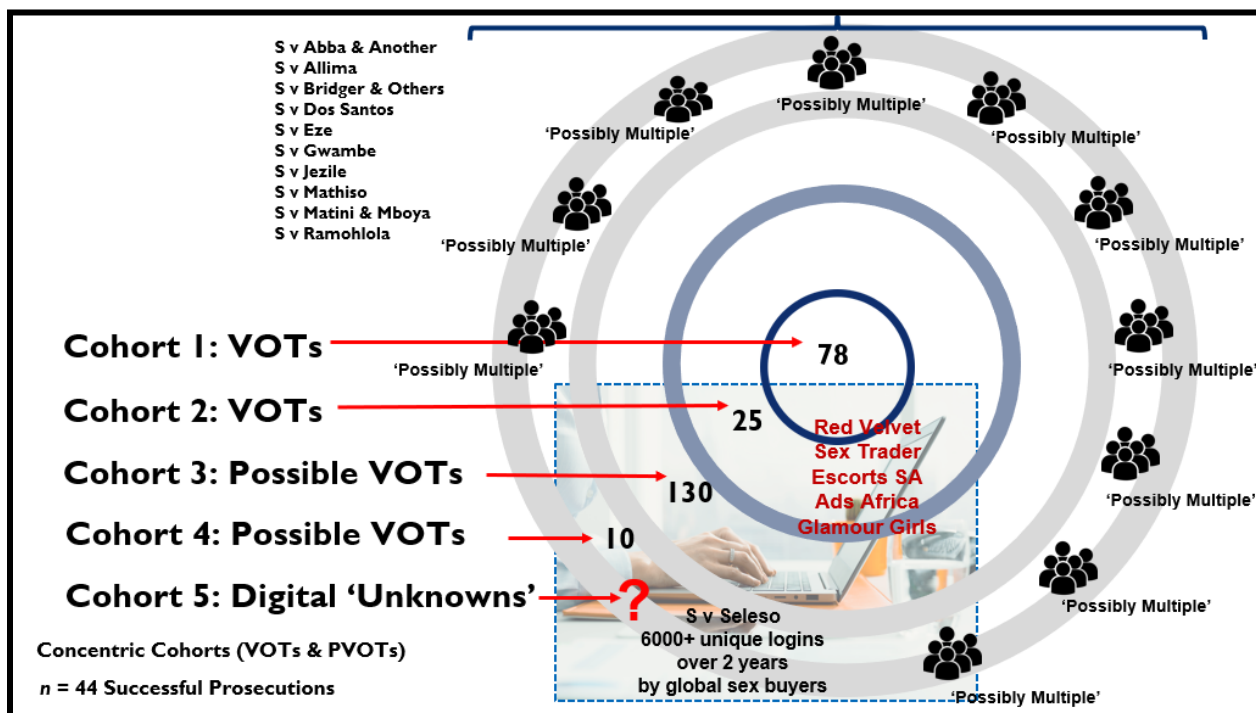 S v Abba & Another
S v Allima
S v Bridger & Others
S v Dos Santos
S v Eze
S v Gwambe
S v Jezile
S v Mathiso
S v Matini & Mboya
S v Ramohlola
'Possibly Multiple'
'Possibly Multiple'
'Possibly Multiple'
'Possibly Multiple'
'Possibly Multiple'
'Possibly Multiple'
'Possibly Multiple'
'Possibly Multiple'
'Possibly Multiple'
'Possibly Multiple'
'Possibly Multiple'
Cohort 1: VOTs
78
Cohort 2: VOTs
25
Cohort 3: Possible VOTs
130
Cohort 4: Possible VOTs
10
Cohort 5: Digital 'Unknowns'
?
Red Velvet
Sex Trader
Escorts SA
Ads Africa
Glamour Girls
S v Seleso
6000+ unique logins
over 2 years
by global sex buyers
Concentric Cohorts (VOTs & PVOTs)
n = 44 Successful Prosecutions